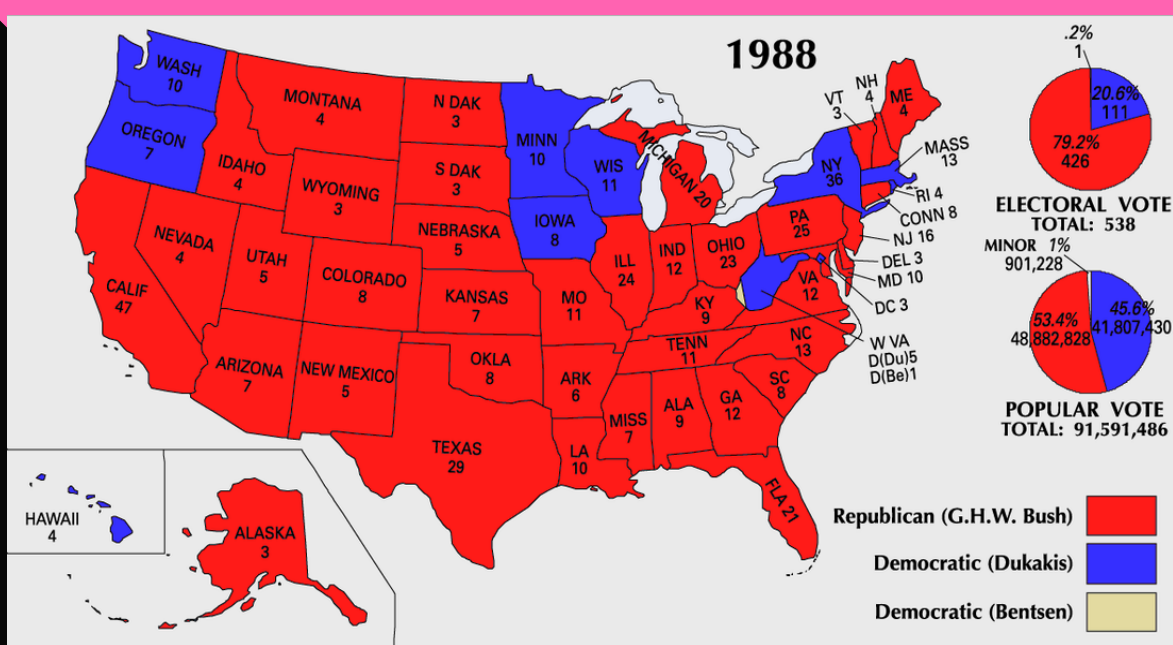 1988
WASH
10
OREGON
7
MONTANA
4
IDAHO
4
WYOMING
3
N DAK
3
S DAK
3
NEBRASKA
5
MINN
10
WIS
11
IOWA
8
MICHIGAN 20
NEVADA
4
UTAH
5
COLORADO
8
KANSAS
7
CALIF
47
ARIZONA
7
NEW MEXICO
5
OKLA
8
TEXAS
29
MO
11
ARK
6
LA
10
ILL
24
IND
12
OHIO
23
KY
9
TENN
11
MISS
7
ALA
9
GA
12
FLA 21
SC
8
NC
13
VA
12
PA
25
NY
36
VT
3
NH
4
ME
4
MASS
13
RI 4
CONN 8
NJ 16
DEL 3
MD 10
DC 3
W VA
D(Du)5
D(Be)1
HAWAII
4
ALASKA
3
.2%
1
20.6%
111
79.2%
426
ELECTORAL VOTE
TOTAL: 538
MINOR 1%
901,228
45.6%
41,807,430
53.4%
48,882,828
POPULAR VOTE
TOTAL: 91,591,486
Republican (G.H.W. Bush)
Democratic (Dukakis)
Democratic (Bentsen)